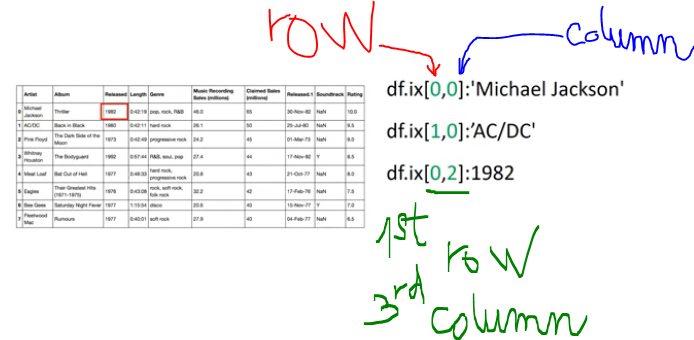 row
column
Artist Album Released Length Genre Music Recording Sales (millions) Claimed Sales (millions) Released.1 Soundtrack Rating
0 Michael Jackson Thriller 1982 0:42:19 pop, rock, R&B 46.0 65 30-Nov-82 NaN 10.0
1 AC/DC Back in Black 1980 0:42:11 hard rock 26.1 50 25-Jul-80 NaN 9.5
2 Pink Floyd The Dark Side of the Moon 1973 0:42:49 progressive rock 24.2 45 01-Mar-73 NaN 9.0
3 Whitney Houston The Bodyguard 1992 0:57:44 R&B, soul, pop 27.4 44 17-Nov-92 Y 8.5
4 Meat Loaf Bat Out of Hell 1977 0:46:33 hard rock, progressive rock 20.6 43 21-Oct-77 NaN 8.0
5 Eagles Their Greatest Hits (1971-1975) 1976 0:43:08 rock, soft rock, folk rock 32.2 42 17-Feb-76 NaN 7.5
6 Bee Gees Saturday Night Fever 1977 1:15:54 disco 20.6 40 15-Nov-77 Y 7.0
7 Fleetwood Mac Rumours 1977 0:40:01 soft rock 27.9 40 04-Feb-77 NaN 6.5
df.ix[0,0]:'Michael Jackson'
df.ix[1,0]:'AC/DC'
df.ix[0,2]:1982
1st
row
3rd
column